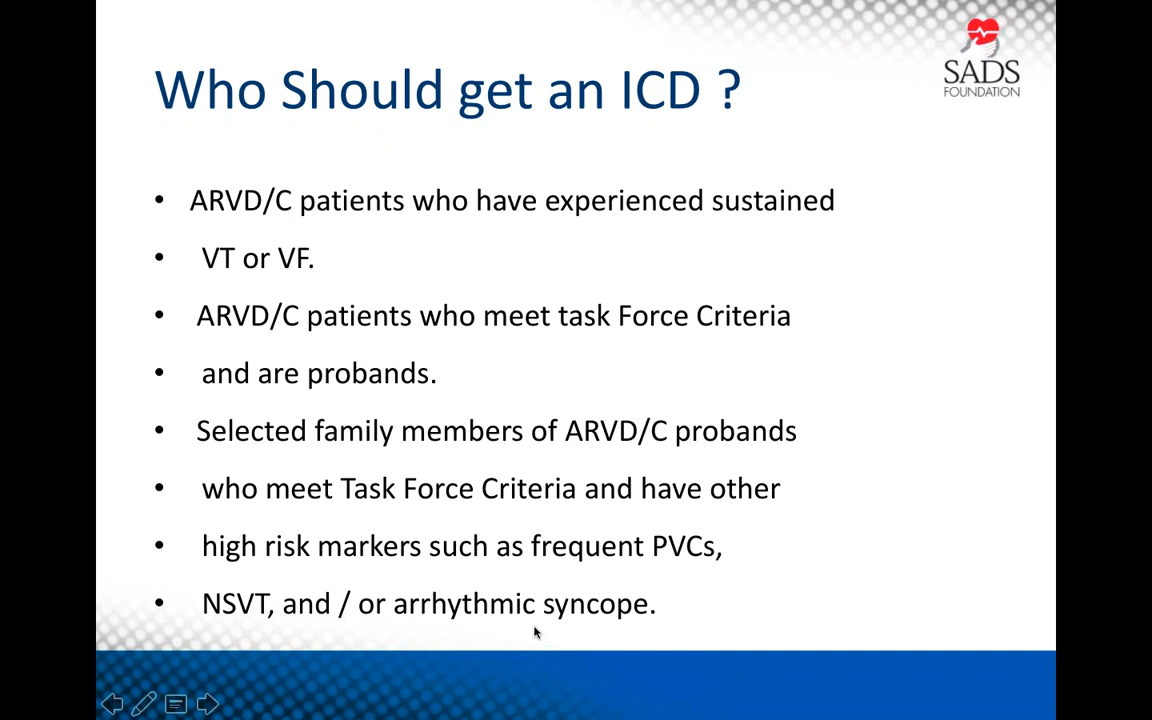 SADS
FOUNDATION
Who Should get an ICD ?
• ARVD/C patients who have experienced sustained
• VT or VF.
• ARVD/C patients who meet task Force Criteria
• and are probands.
• Selected family members of ARVD/C probands
• who meet Task Force Criteria and have other
• high risk markers such as frequent PVCs,
• NSVT, and / or arrhythmic syncope.